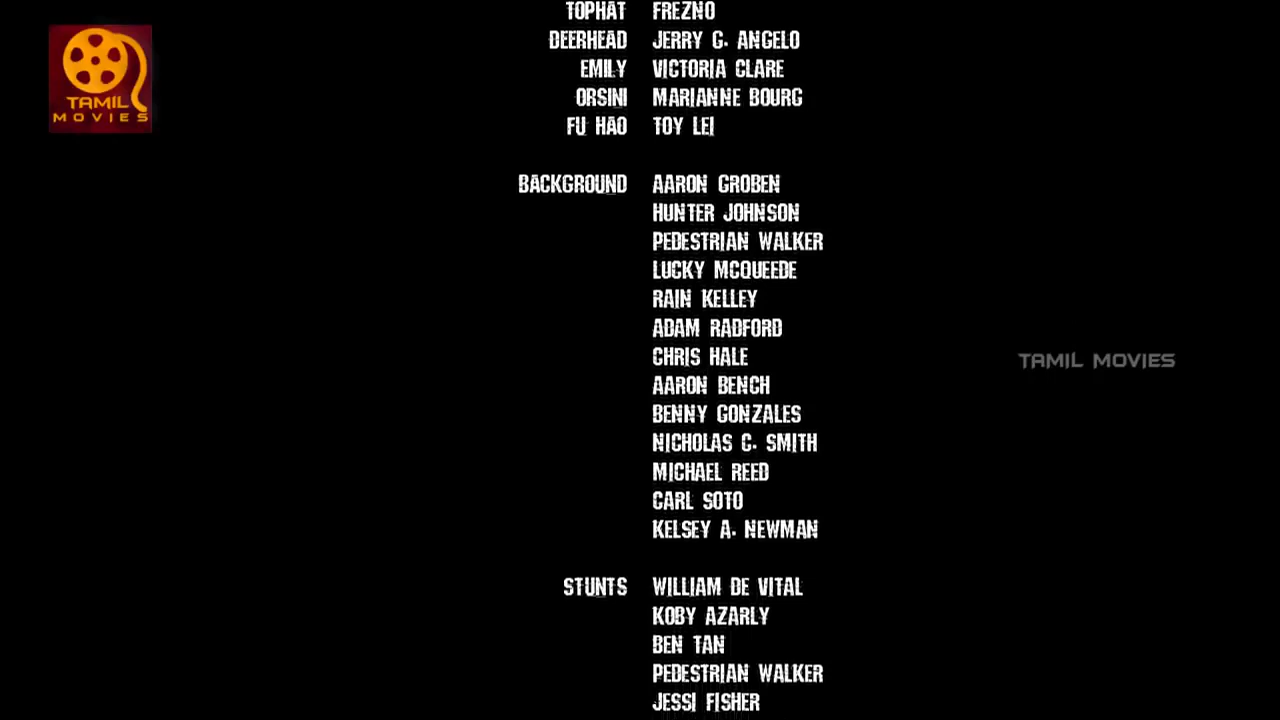 TOPHAT FREZNO
DEERHEAD JERRY G. ANGELO
EMILY VICTORIA CLARE
ORSINI MARIANNE BOURG
FU HAO TOY LEI
BACKGROUND AARON GROBEN
HUNTER JOHNSON
PEDESTRIAN WALKER
LUCKY MCQUEEDE
RAIN KELLEY
ADAM RADFORD
CHRIS HALE
AARON BENCH
BENNY GONZALES
NICHOLAS C. SMITH
MICHAEL REED
CARL SOTO
KELSEY A. NEWMAN
STUNTS WILLIAM DE VITAL
KOBY AZARLY
BEN TAN
PEDESTRIAN WALKER
JESSI FISHER
TAMIL
MOVIES
TAMIL MOVIES